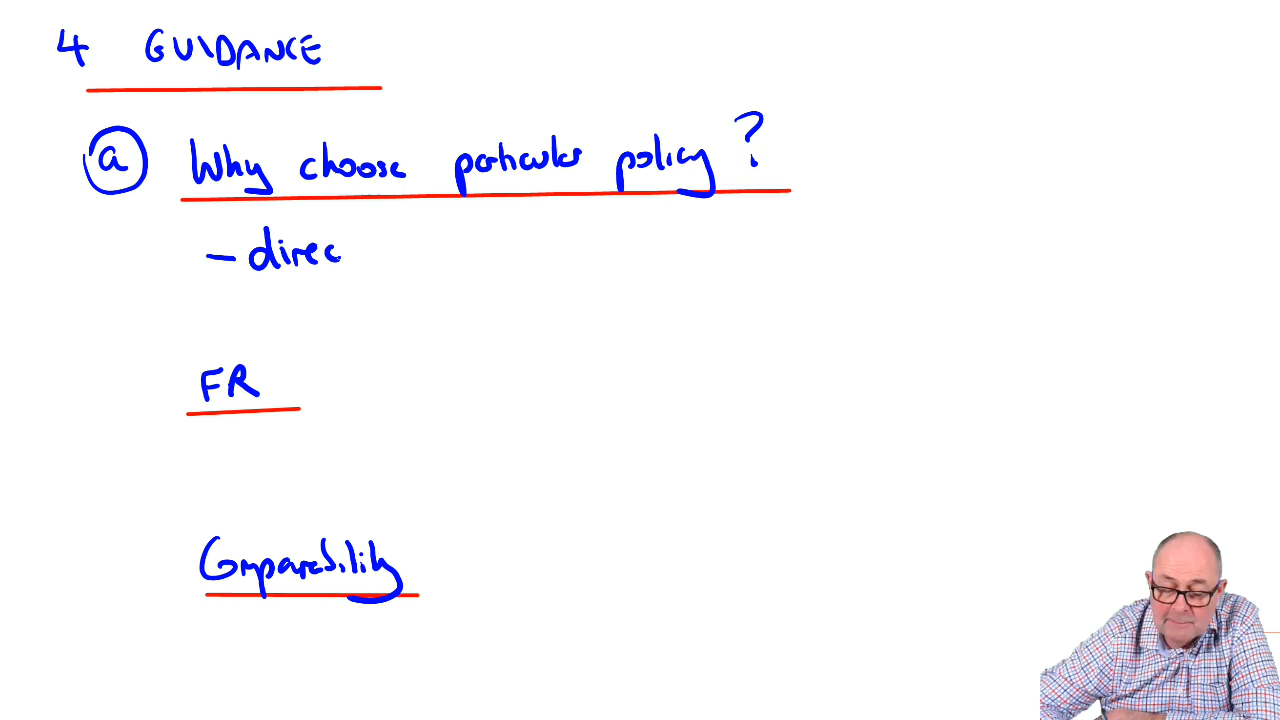 4 GUIDANCE
a Why choose particular policy?
- direc
FR
Comparability